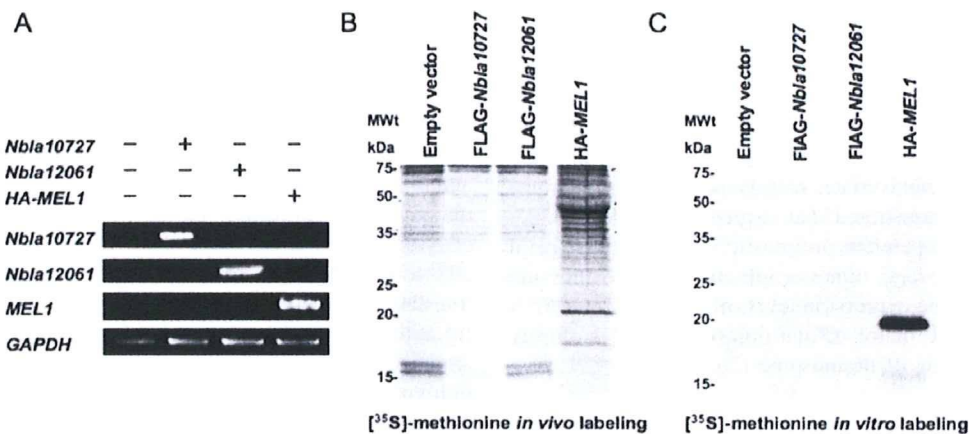 A
Nbla10727 – + – –
Nbla12061 – – + –
HA-MEL1 – – – +
Nbla10727
Nbla12061
MEL1
GAPDH
B
MWt
kDa
Empty vector
FLAG-Nbla10727
FLAG-Nbla12061
HA-MEL1
75-
50-
35-
25-
20-
15-
[³⁵S]-methionine in vivo labeling
C
MWt
kDa
Empty vector
FlAG-Nbla10727
FlAG-Nbla12061
HA-MEL1
75-
50-
35-
25-
20-
15-
[³⁵S]-methionine in vitro labeling